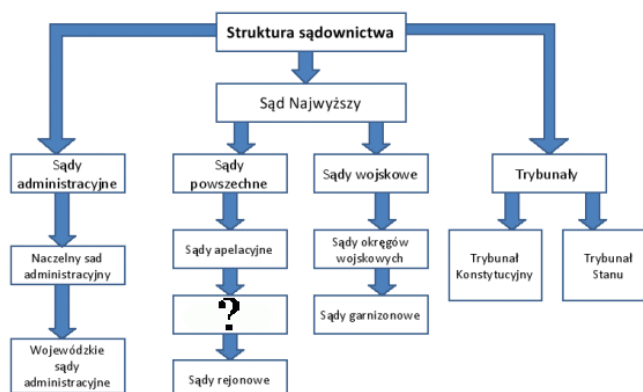 Struktura sądownictwa
Sąd Najwyższy
Sądy
administracyjne
Sądy
powszechne
Sądy wojskowe
Trybunały
Naczelny sad
administracyjny
Sądy apelacyjne
Sądy okręgów
wojskowych
Trybunał
Konstytucyjny
Trybunał
Stanu
?
Sądy garnizonowe
Wojewódzkie
sądy
administracyjne
Sądy rejonowe